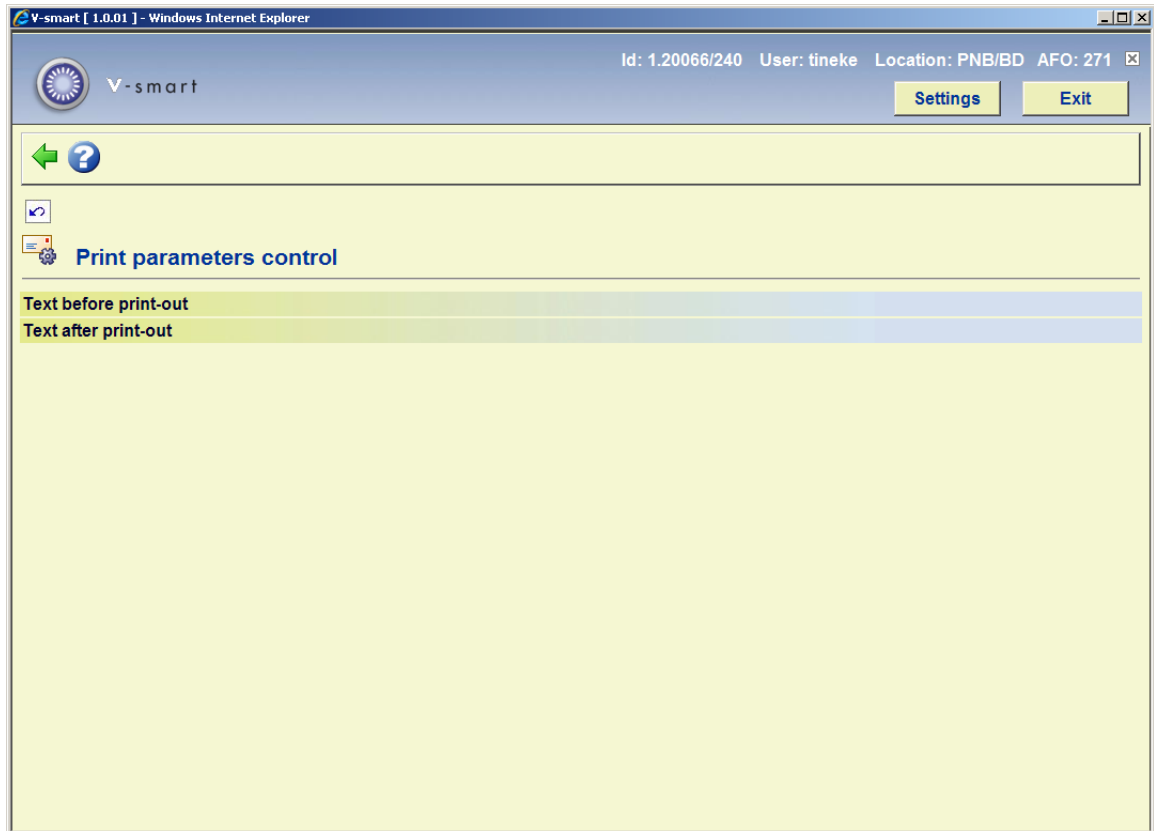 V-smart [ 1.0.01 ] - Windows Internet Explorer
Id: 1.20066/240 User: tineke Location: PNB/BD AFO: 271
V-smart
Settings Exit
Print parameters control
Text before print-out
Text after print-out